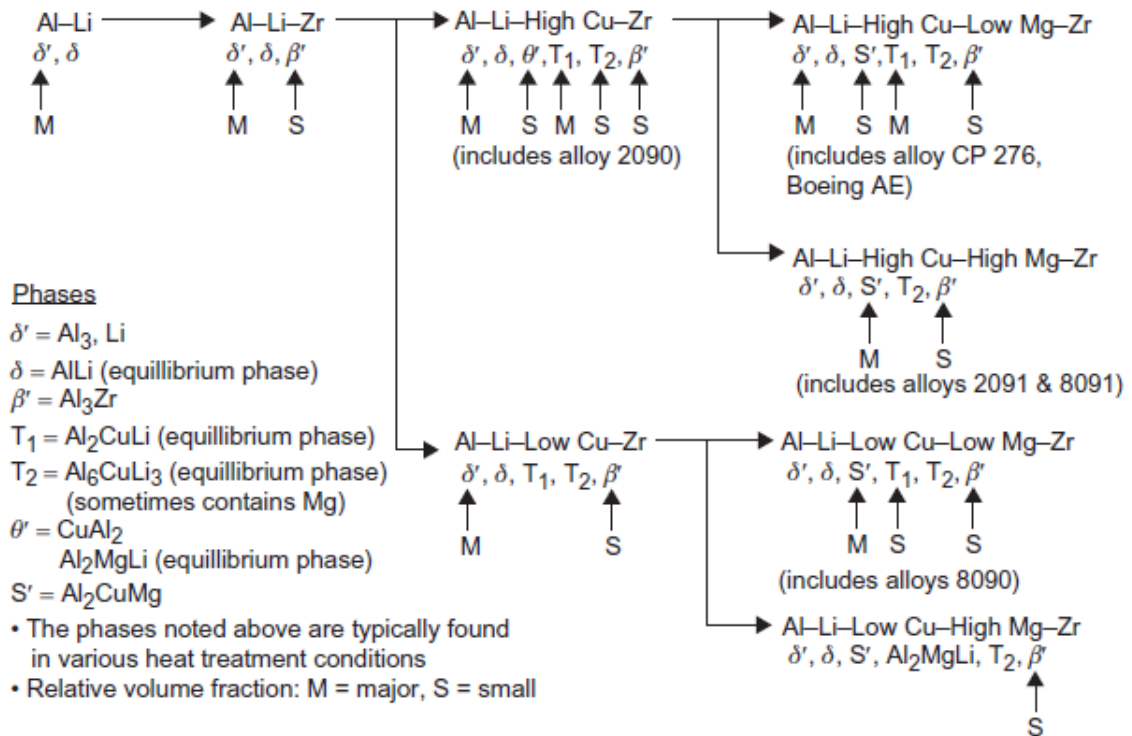 Al–Li
δ′, δ
M
Al–Li–Zr
δ′, δ, β′
M S
Al–Li–High Cu–Zr
δ′, δ, θ′,T1, T2, β′
M S M S S
(includes alloy 2090)
Al–Li–High Cu–Low Mg–Zr
δ′, δ, S′,T1, T2, β′
M S M S
(includes alloy CP 276,
Boeing AE)
Al–Li–High Cu–High Mg–Zr
δ′, δ, S′, T2, β′
M S
(includes alloys 2091 & 8091)
Al–Li–Low Cu–Zr
δ′, δ, T1, T2, β′
M S
Al–Li–Low Cu–Low Mg–Zr
δ′, δ, S′, T1, T2, β′
M S S
(includes alloys 8090)
Al–Li–Low Cu–High Mg–Zr
δ′, δ, S′, Al2MgLi, T2, β′
S
Phases
δ′ = Al3, Li
δ = AlLi (equillibrium phase)
β′ = Al3Zr
T1 = Al2CuLi (equillibrium phase)
T2 = Al6CuLi3 (equillibrium phase)
(sometimes contains Mg)
θ′ = CuAl2
Al2MgLi (equillibrium phase)
S′ = Al2CuMg
• The phases noted above are typically found
in various heat treatment conditions
• Relative volume fraction: M = major, S = small